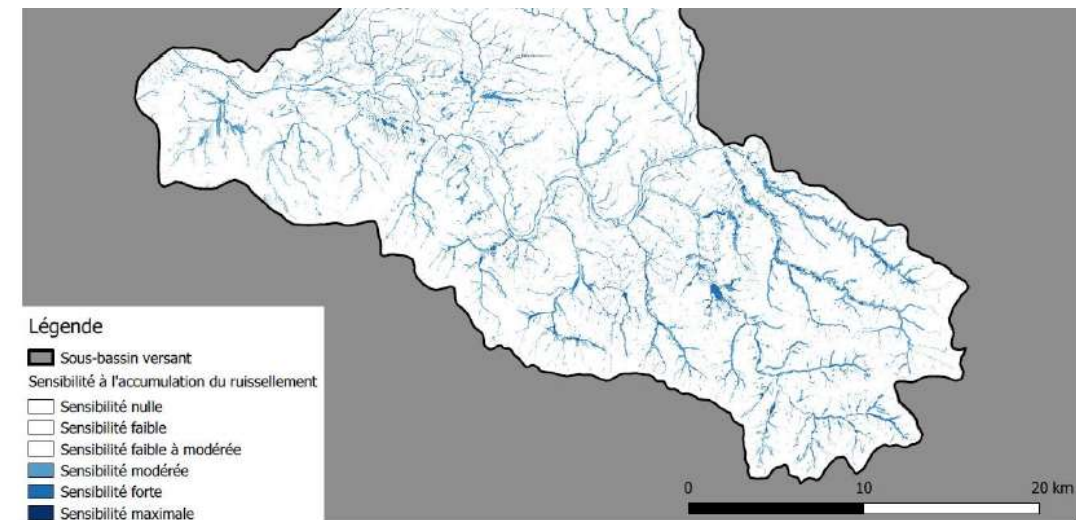 Légende
Sous-bassin versant
Sensibilité à l'accumulation du ruissellement
Sensibilité nulle
Sensibilité faible
Sensibilité faible à modérée
Sensibilité modérée
Sensibilité forte
Sensibilité maximale
0 10 20 km